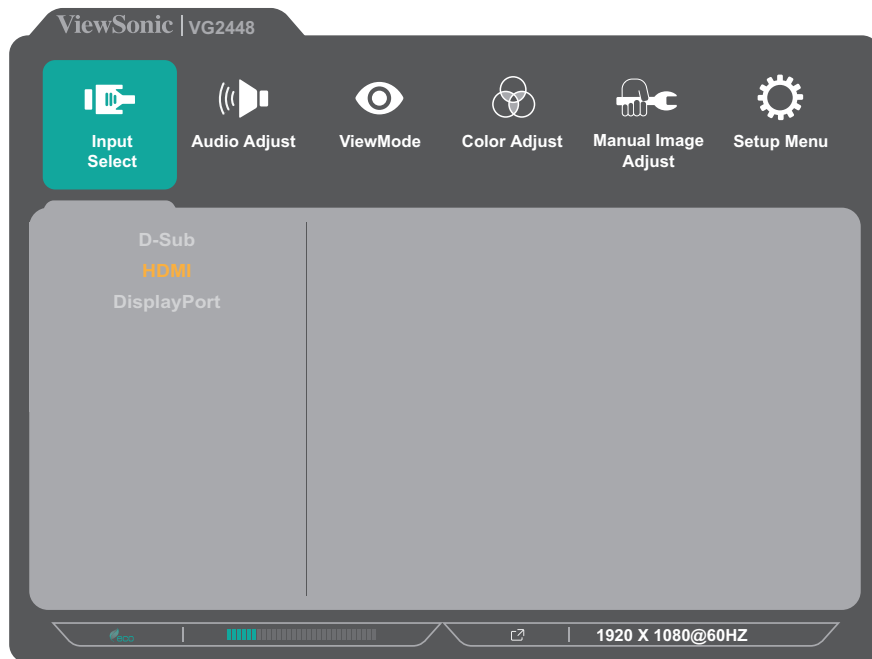 ViewSonic | VG2448
Input
Select
Audio Adjust
ViewMode
Color Adjust
Manual Image
Adjust
Setup Menu
D-Sub
HDMI
DisplayPort
eco
1920 X 1080@60HZ